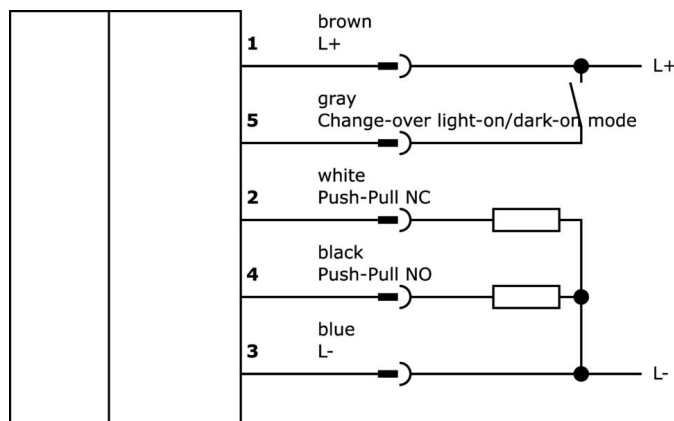 brown
1 L+
L+
gray
5 Change-over light-on/dark-on mode
white
2 Push-Pull NC
black
4 Push-Pull NO
blue
3 L-
L-